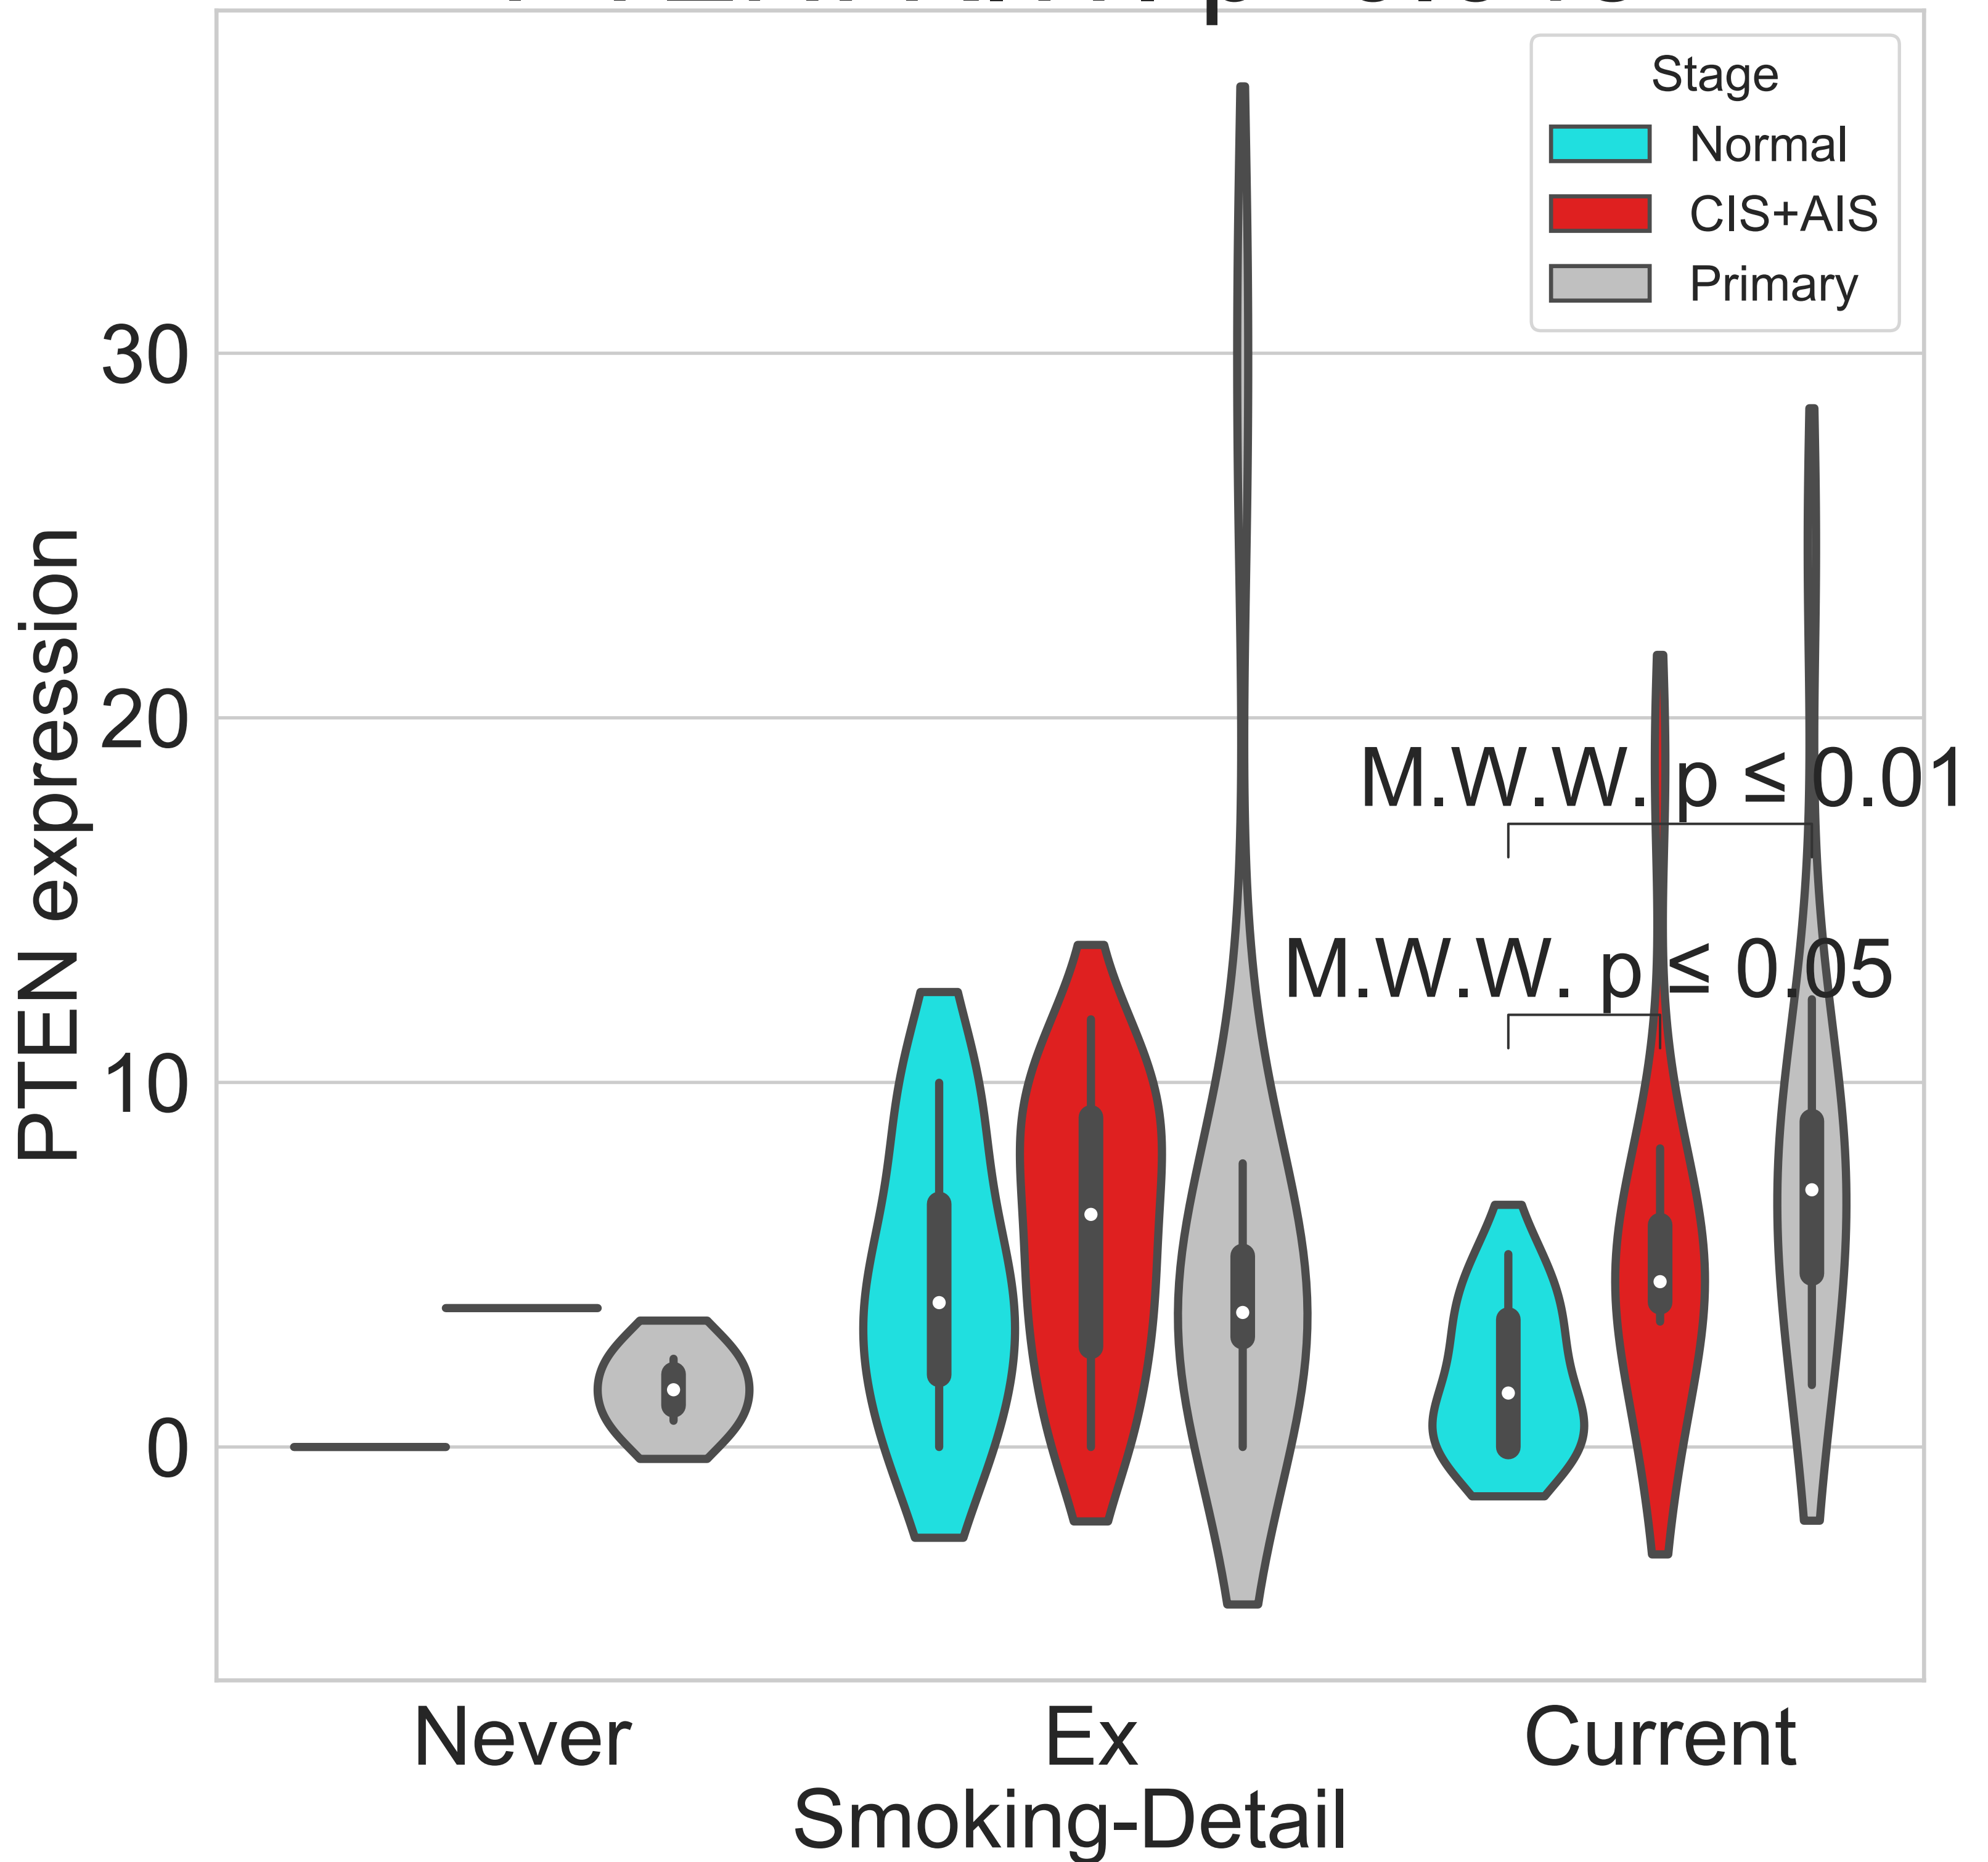 Stage
Normal
CIS+AIS
Primary
PTEN expression
30
20
10
0
M.W.W. p ≤ 0.01
M.W.W. p ≤ 0.05
Never
Ex
Current
Smoking-Detail